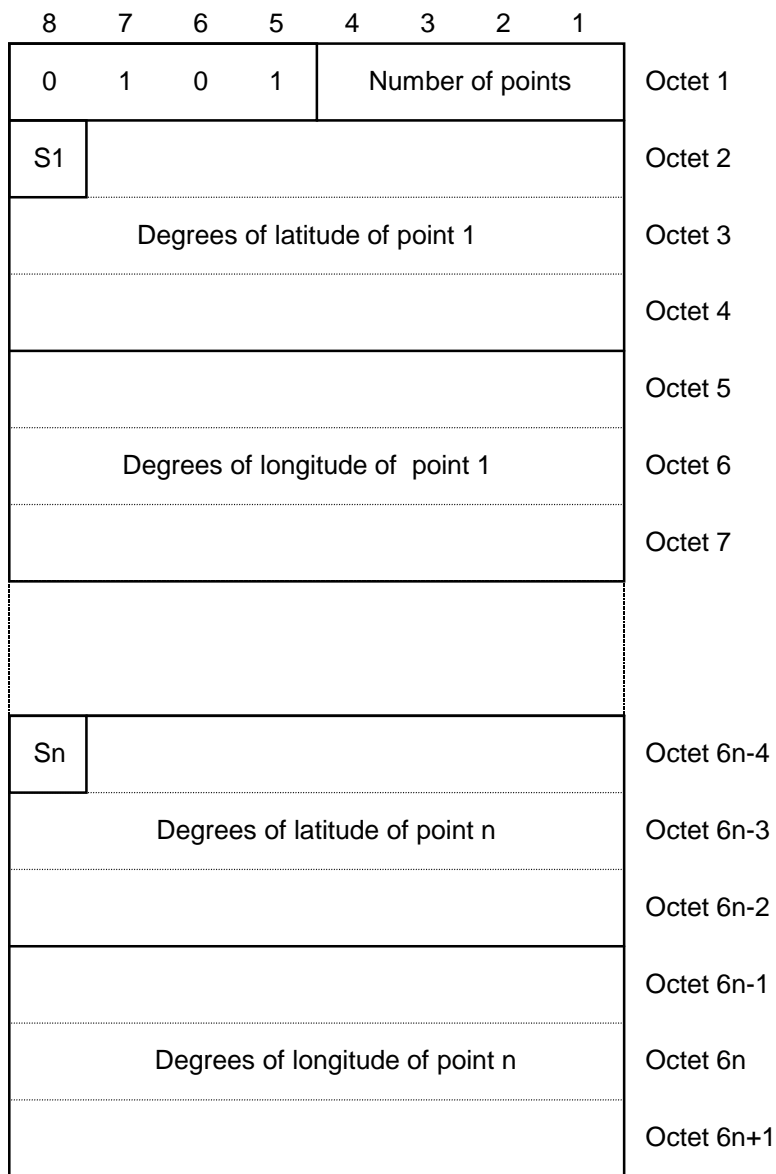 8 7 6 5 4 3 2 1
0 1 0 1 Number of points Octet 1
S1 Octet 2
Degrees of latitude of point 1 Octet 3
Octet 4
Octet 5
Degrees of longitude of point 1 Octet 6
Octet 7
Sn Octet 6n-4
Degrees of latitude of point n Octet 6n-3
Octet 6n-2
Octet 6n-1
Degrees of longitude of point n Octet 6n
Octet 6n+1